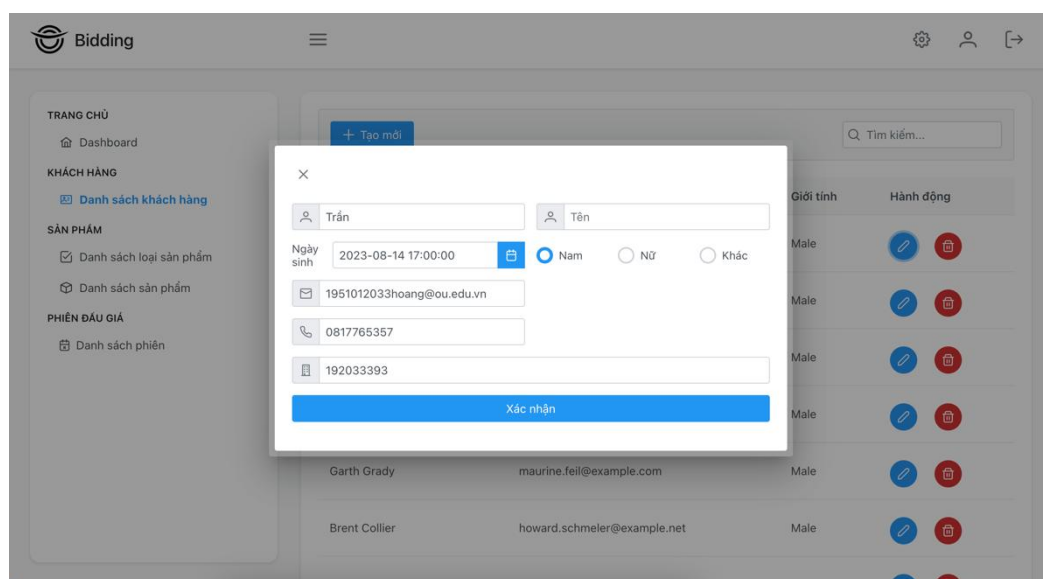 Bidding
TRANG CHỦ
Dashboard
KHÁCH HÀNG
Danh sách khách hàng
SẢN PHẨM
Danh sách loại sản phẩm
Danh sách sản phẩm
PHIÊN ĐẤU GIÁ
Danh sách phiên
Tạo mới
Tìm kiếm...
Giới tính Hành động
Trần Tên
Ngày sinh 2023-08-14 17:00:00 Nam Nữ Khác
1951012033hoang@ou.edu.vn
0817765357
192033393
Xác nhận
Male
Male
Male
Male
Garth Grady maurine.feil@example.com Male
Brent Collier howard.schmeler@example.net Male